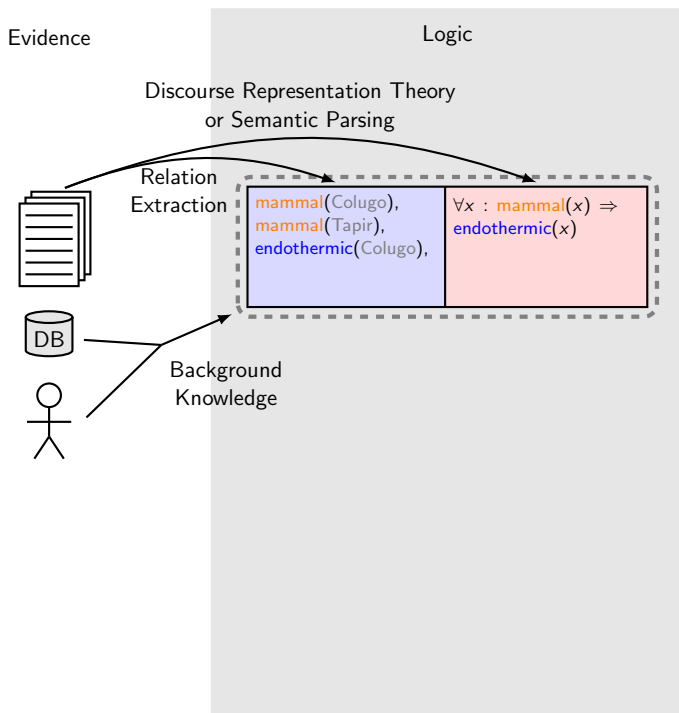 Evidence
Logic
Discourse Representation Theory
or Semantic Parsing
Relation
Extraction
mammal(Colugo),
mammal(Tapir),
endothermic(Colugo),
∀x : mammal(x) ⇒
endothermic(x)
DB
Background
Knowledge